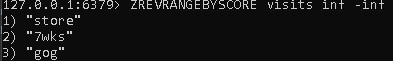 127.0.0.1:6379> ZREVRANGEBYSCORE visits inf -inf
1) "store"
2) "7wks"
3) "gog"